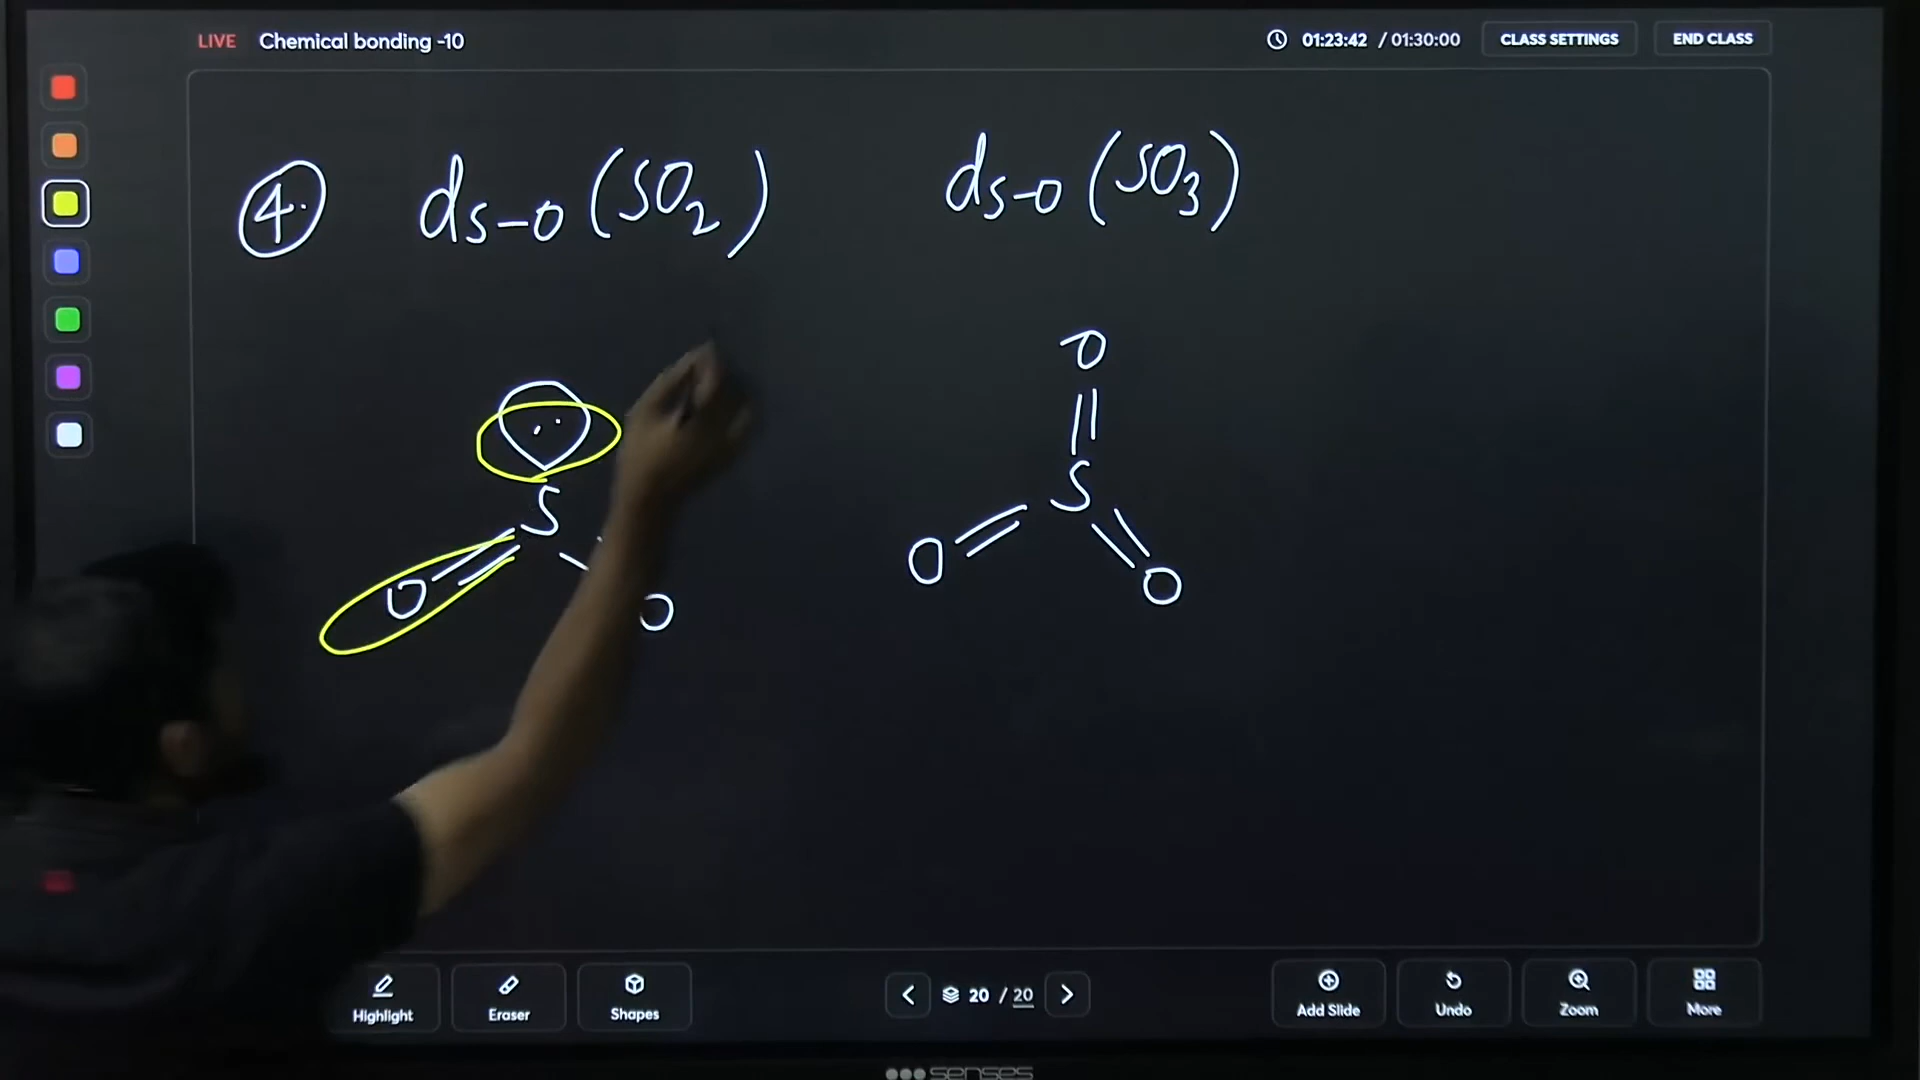 LIVE Chemical bonding -10
01:23:42 / 01:30:00 CLASS SETTINGS END CLASS
4. dS-O (SO2) dS-O (SO3)
O
S
S
O O
O O
Highlight Eraser Shapes 20 / 20 Add Slide Undo Zoom More
senses